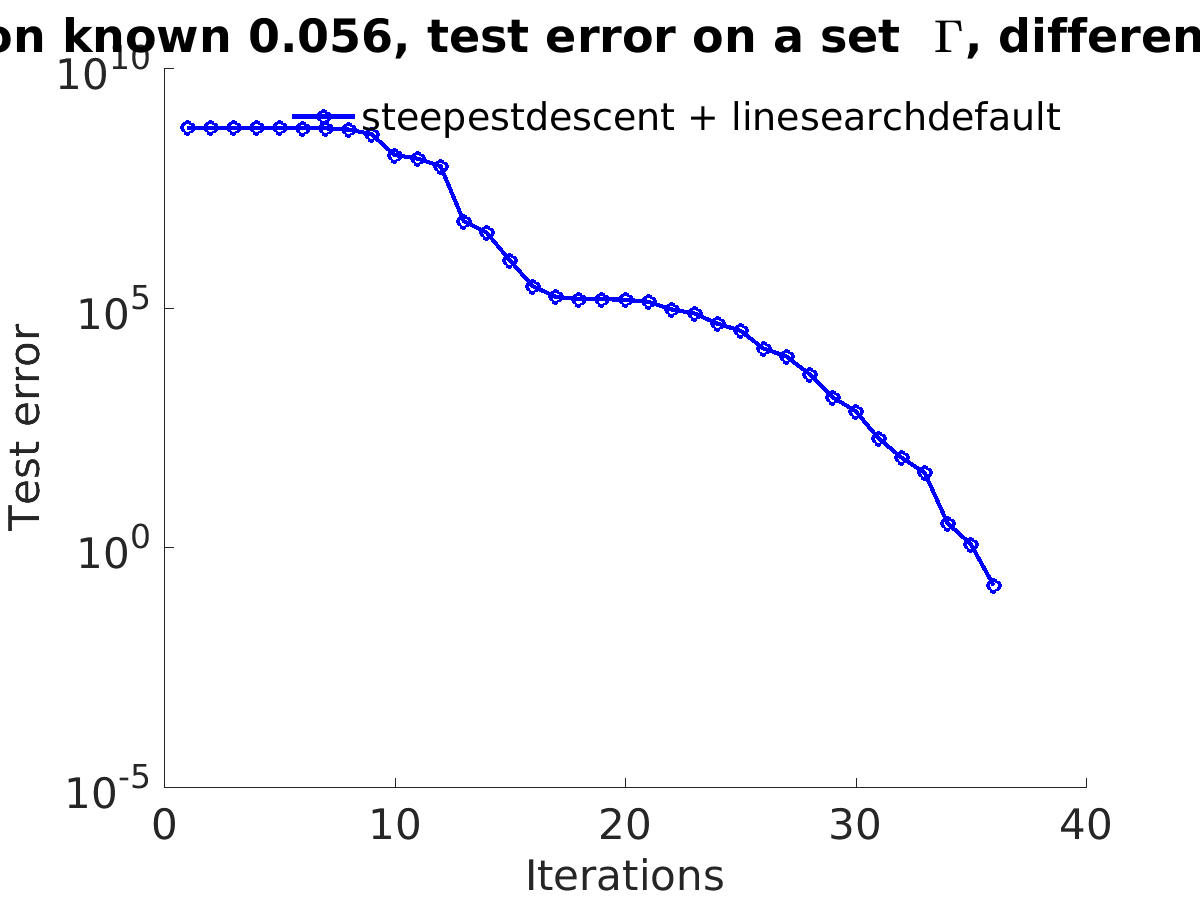 on known 0.056, test error on a set Γ, differen
10^10
steepestdescent + linesearchdefault
10^5
Test error
10^0
10^-5
0 10 20 30 40
Iterations